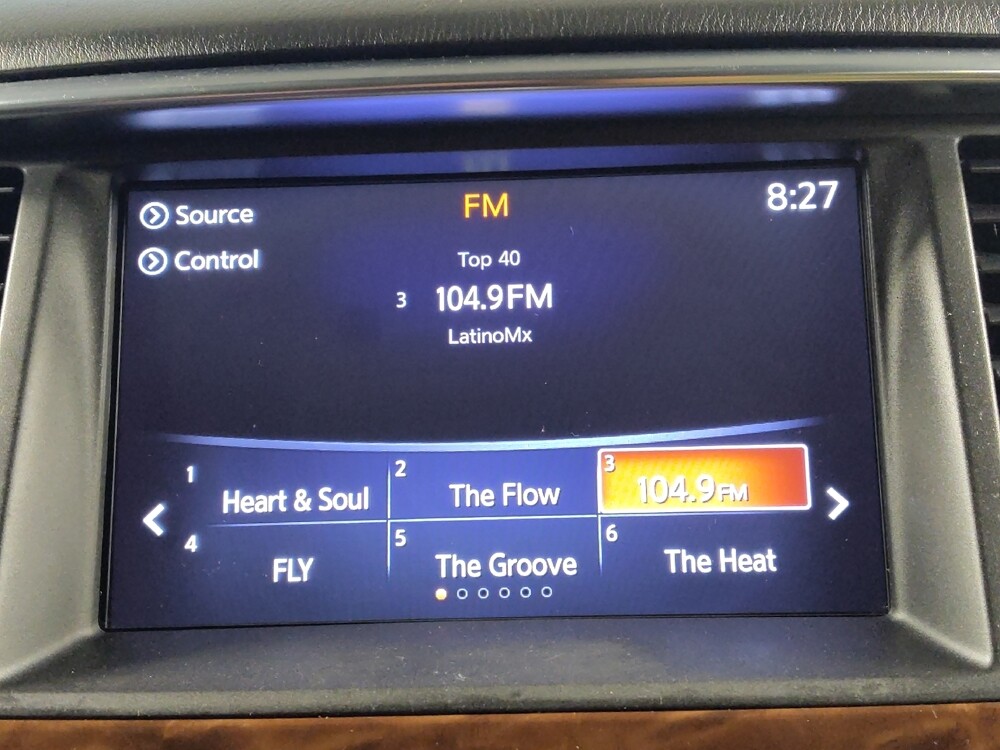 Source
FM
8:27
Control
Top 40
3 104.9FM
LatinoMx
1 Heart & Soul
2 The Flow
3 104.9FM
4 FLY
5 The Groove
6 The Heat